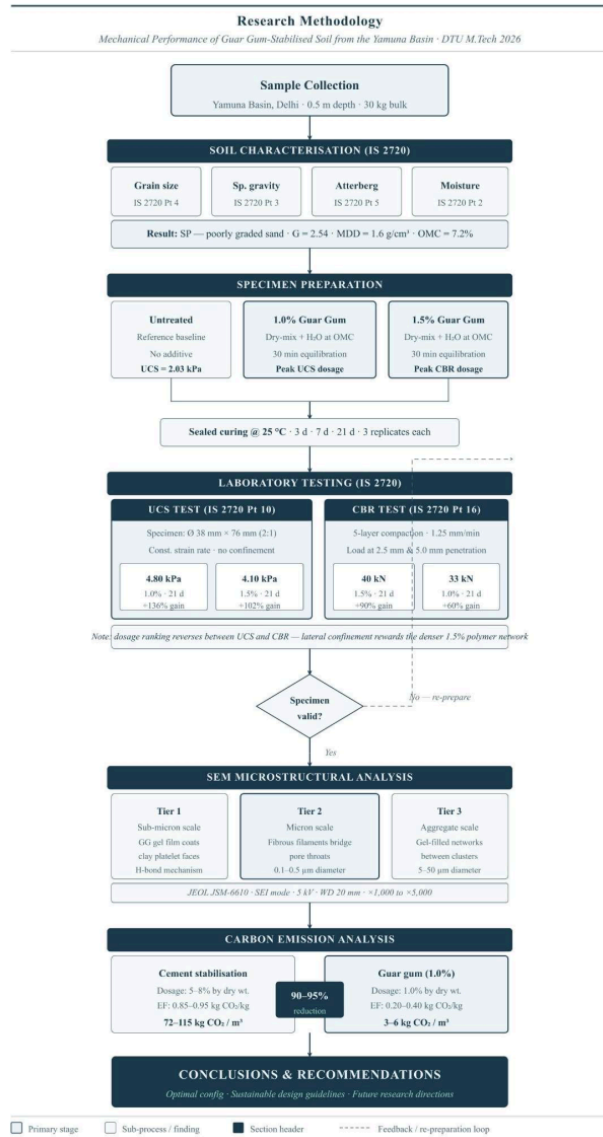 Research Methodology
Mechanical Performance of Guar Gum-Stabilised Soil from the Yamuna Basin · DTU M.Tech 2026
Sample Collection
Yamuna Basin, Delhi · 0.5 m depth · 30 kg bulk
SOIL CHARACTERISATION (IS 2720)
Grain size
IS 2720 Pt 4
Sp. gravity
IS 2720 Pt 3
Atterberg
IS 2720 Pt 5
Moisture
IS 2720 Pt 2
Result: SP — poorly graded sand · G = 2.54 · MDD = 1.6 g/cm³ · OMC = 7.2%
SPECIMEN PREPARATION
Untreated
Reference baseline
No additive
UCS = 2.03 kPa
1.0% Guar Gum
Dry-mix + H₂O at OMC
30 min equilibration
Peak UCS dosage
1.5% Guar Gum
Dry-mix + H₂O at OMC
30 min equilibration
Peak CBR dosage
Sealed curing @ 25 °C · 3 d · 7 d · 21 d · 3 replicates each
LABORATORY TESTING (IS 2720)
UCS TEST (IS 2720 Pt 10)
Specimen: Ø 38 mm × 76 mm (2:1)
Const. strain rate · no confinement
4.80 kPa
1.0% · 21 d
+136% gain
4.10 kPa
1.5% · 21 d
+102% gain
CBR TEST (IS 2720 Pt 16)
5-layer compaction · 1.25 mm/min
Load at 2.5 mm & 5.0 mm penetration
40 kN
1.5% · 21 d
+90% gain
33 kN
1.0% · 21 d
+60% gain
Note: dosage ranking reverses between UCS and CBR — lateral confinement rewards the denser 1.5% polymer network
Specimen
valid?
No — re-prepare
Yes
SEM MICROSTRUCTURAL ANALYSIS
Tier 1
Sub-micron scale
GG gel film coats
clay platelet faces
H-bond mechanism
Tier 2
Micron scale
Fibrous filaments bridge
pore throats
0.1–0.5 μm diameter
Tier 3
Aggregate scale
Gel-filled networks
between clusters
5–50 μm diameter
JEOL JSM-6610 · SEI mode · 5 kV · WD 20 mm · ×1,000 to ×5,000
CARBON EMISSION ANALYSIS
Cement stabilisation
Dosage: 5–8% by dry wt.
EF: 0.85–0.95 kg CO₂/kg
72–115 kg CO₂ / m³
90–95%
reduction
Guar gum (1.0%)
Dosage: 1.0% by dry wt.
EF: 0.20–0.40 kg CO₂/kg
3–6 kg CO₂ / m³
CONCLUSIONS & RECOMMENDATIONS
Optimal config · Sustainable design guidelines · Future research directions
Primary stage
Sub-process / finding
Section header
Feedback / re-preparation loop